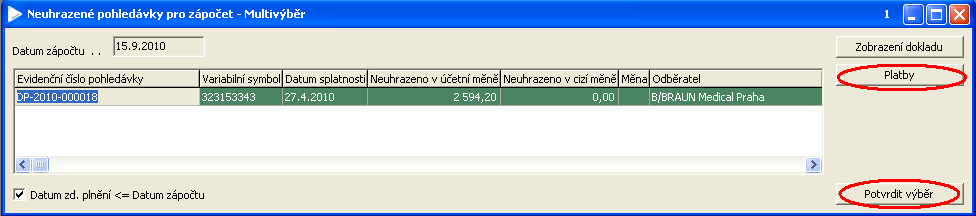 Neuhrazené pohledávky pro zápočet - Multivýběr 1
Datum zápočtu . . 15.9.2010 Zobrazení dokladu
Evidenční číslo pohledávky Variabilní symbol Datum splatnosti Neuhrazeno v účetní měně Neuhrazeno v cizí měně Měna Odběratel Platby
DP-2010-000018 323153343 27.4.2010 2 594,20 0,00 B/BRAUN Medical Praha
Datum zd. plnění <= Datum zápočtu Potvrdit výběr